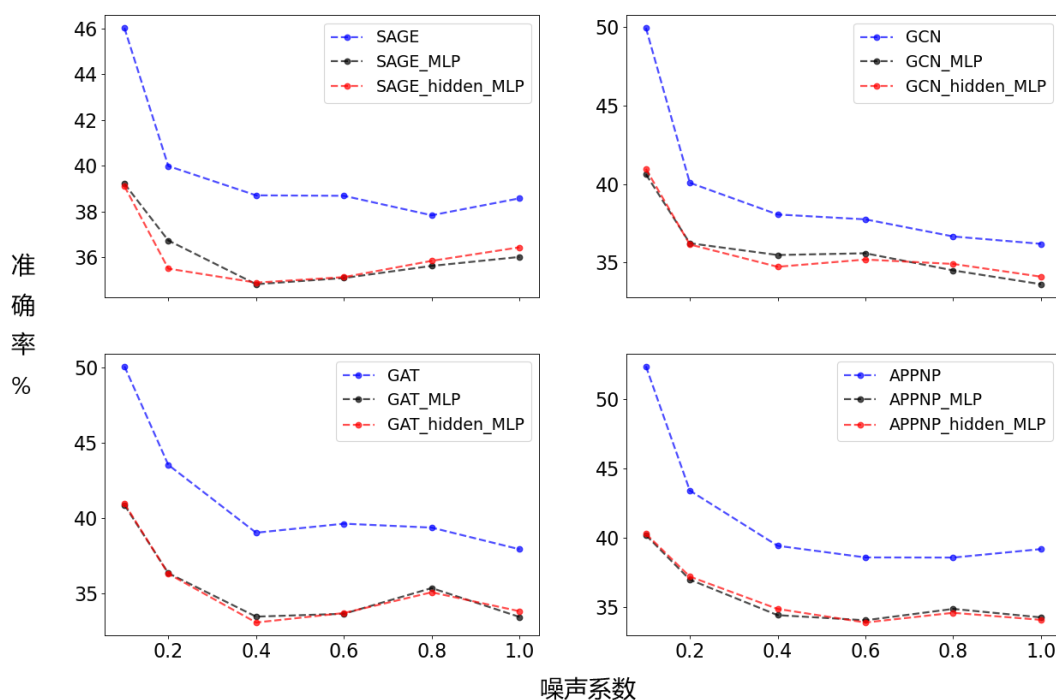 46
44
42
40
38
36
SAGE
SAGE_MLP
SAGE_hidden_MLP
50
45
40
35
GCN
GCN_MLP
GCN_hidden_MLP
准
确
率
%
50
45
40
35
GAT
GAT_MLP
GAT_hidden_MLP
0.2 0.4 0.6 0.8 1.0
50
45
40
35
APPNP
APPNP_MLP
APPNP_hidden_MLP
0.2 0.4 0.6 0.8 1.0
噪声系数